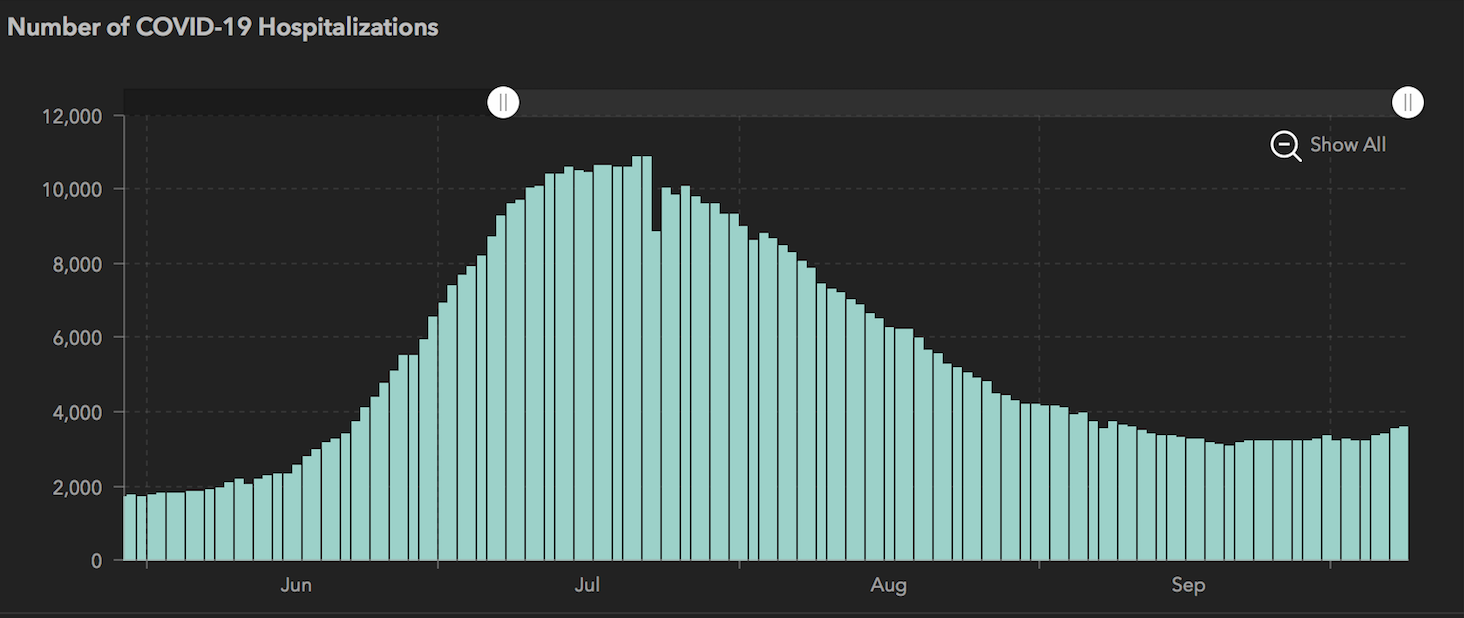 Number of COVID-19 Hospitalizations
12,000
Show All
10,000
8,000
6,000
4,000
2,000
0
Jun Jul Aug Sep